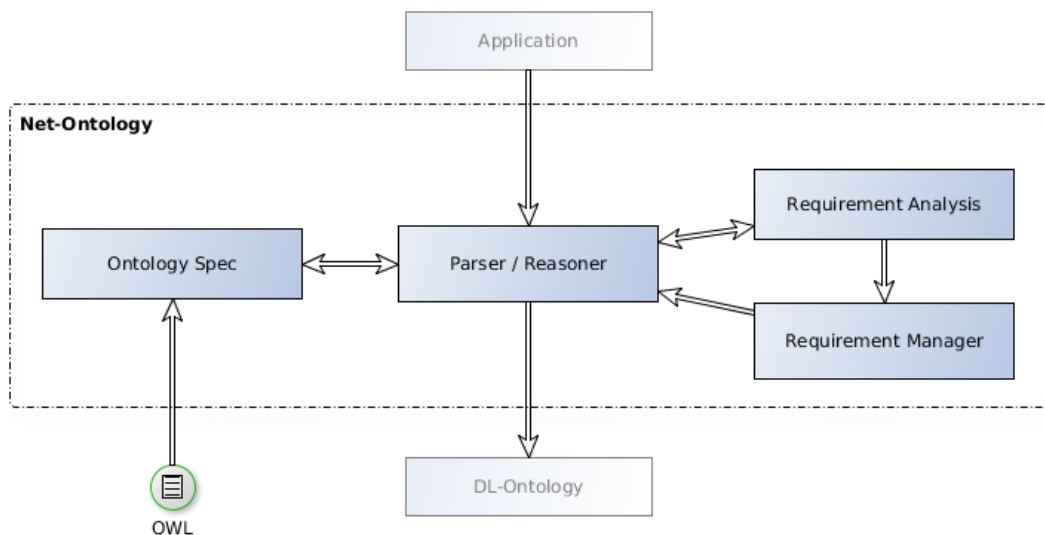 Application
Net-Ontology
Requirement Analysis
Ontology Spec
Parser / Reasoner
Requirement Manager
DL-Ontology
OWL